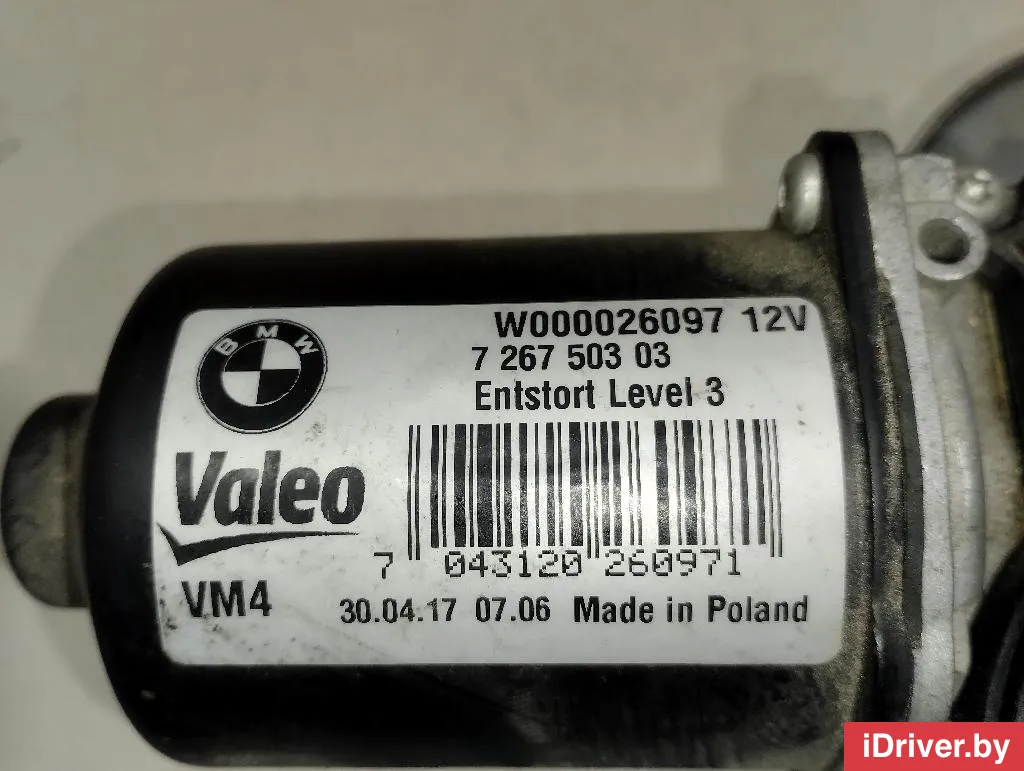 BMW
W000026097 12V
7 267 503 03
Entstort Level 3
Valeo
7 043120 260971
VM4
30.04.17 07.06 Made in Poland
iDriver.by